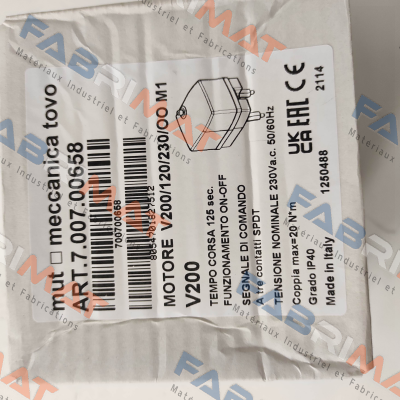 mut meccanica tovo
ART.7.007.00658
700700658
MOTORE V200/120/230/OO M1
V200
TEMPO CORSA 125 sec.
FUNZIONAMENTO ON-OFF
SEGNALE DI COMANDO
A tre contatti SPDT
TENSIONE NOMINALE 230Va.c. 50/60Hz
Coppia max=20 N*m
Grado IP40
Made in Italy
1250488
UK CA EAC CE
2114
FABRIMAT
Matériaux Industriel et Fabrications